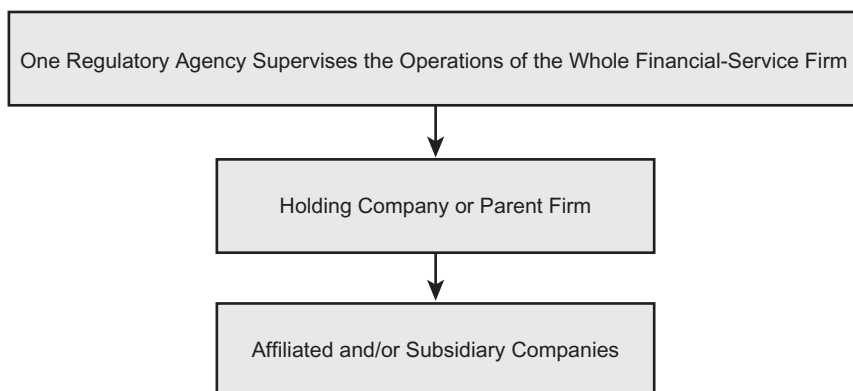 One Regulatory Agency Supervises the Operations of the Whole Financial-Service Firm
Holding Company or Parent Firm
Affiliated and/or Subsidiary Companies